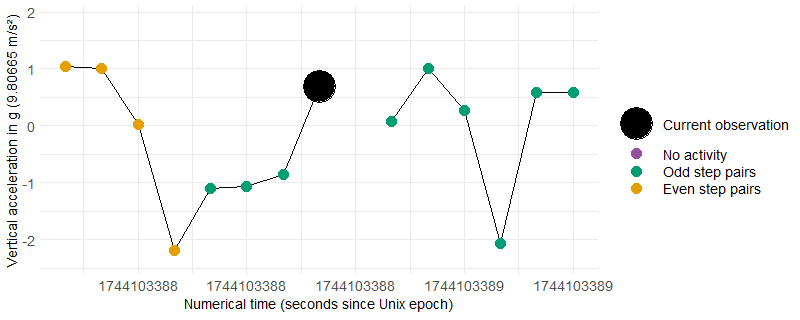 Vertical acceleration in g (9.80665 m/s²)
2
1
0
-1
-2
1744103388
1744103388
1744103388
1744103389
1744103389
Numerical time (seconds since Unix epoch)
Current observation
No activity
Odd step pairs
Even step pairs